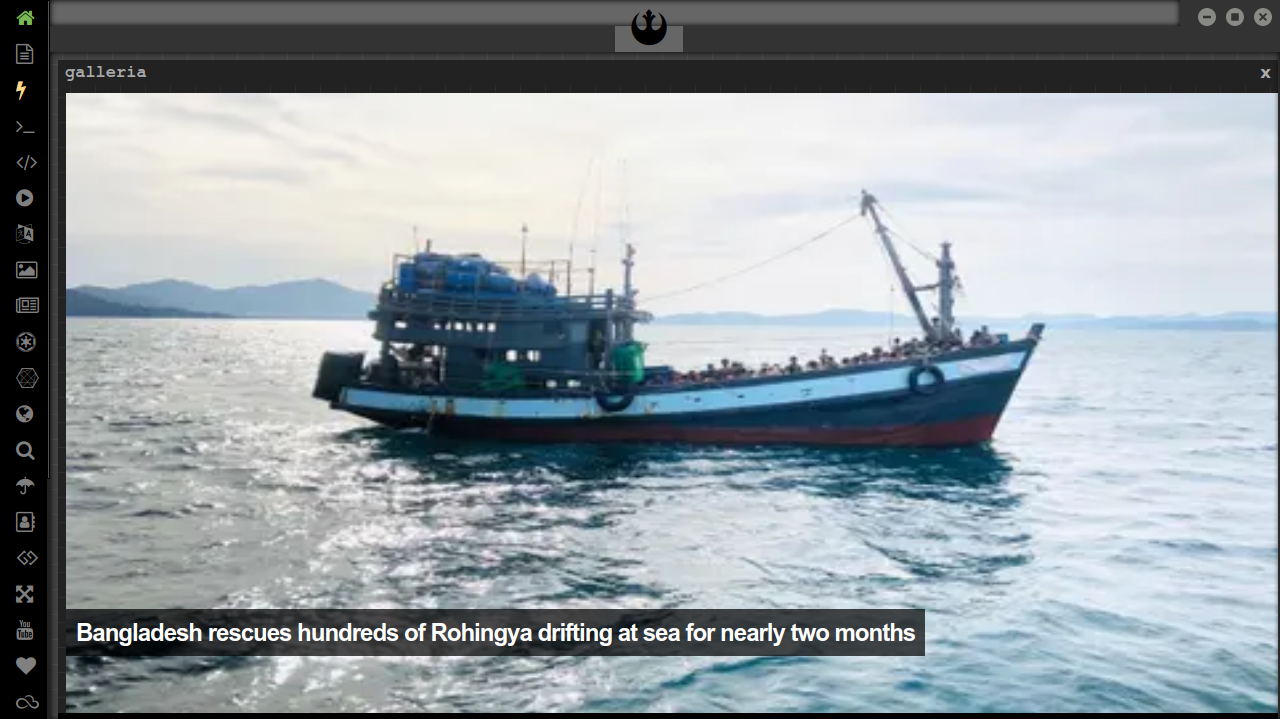 galleria
x
Bangladesh rescues hundreds of Rohingya drifting at sea for nearly two months
You
Tube